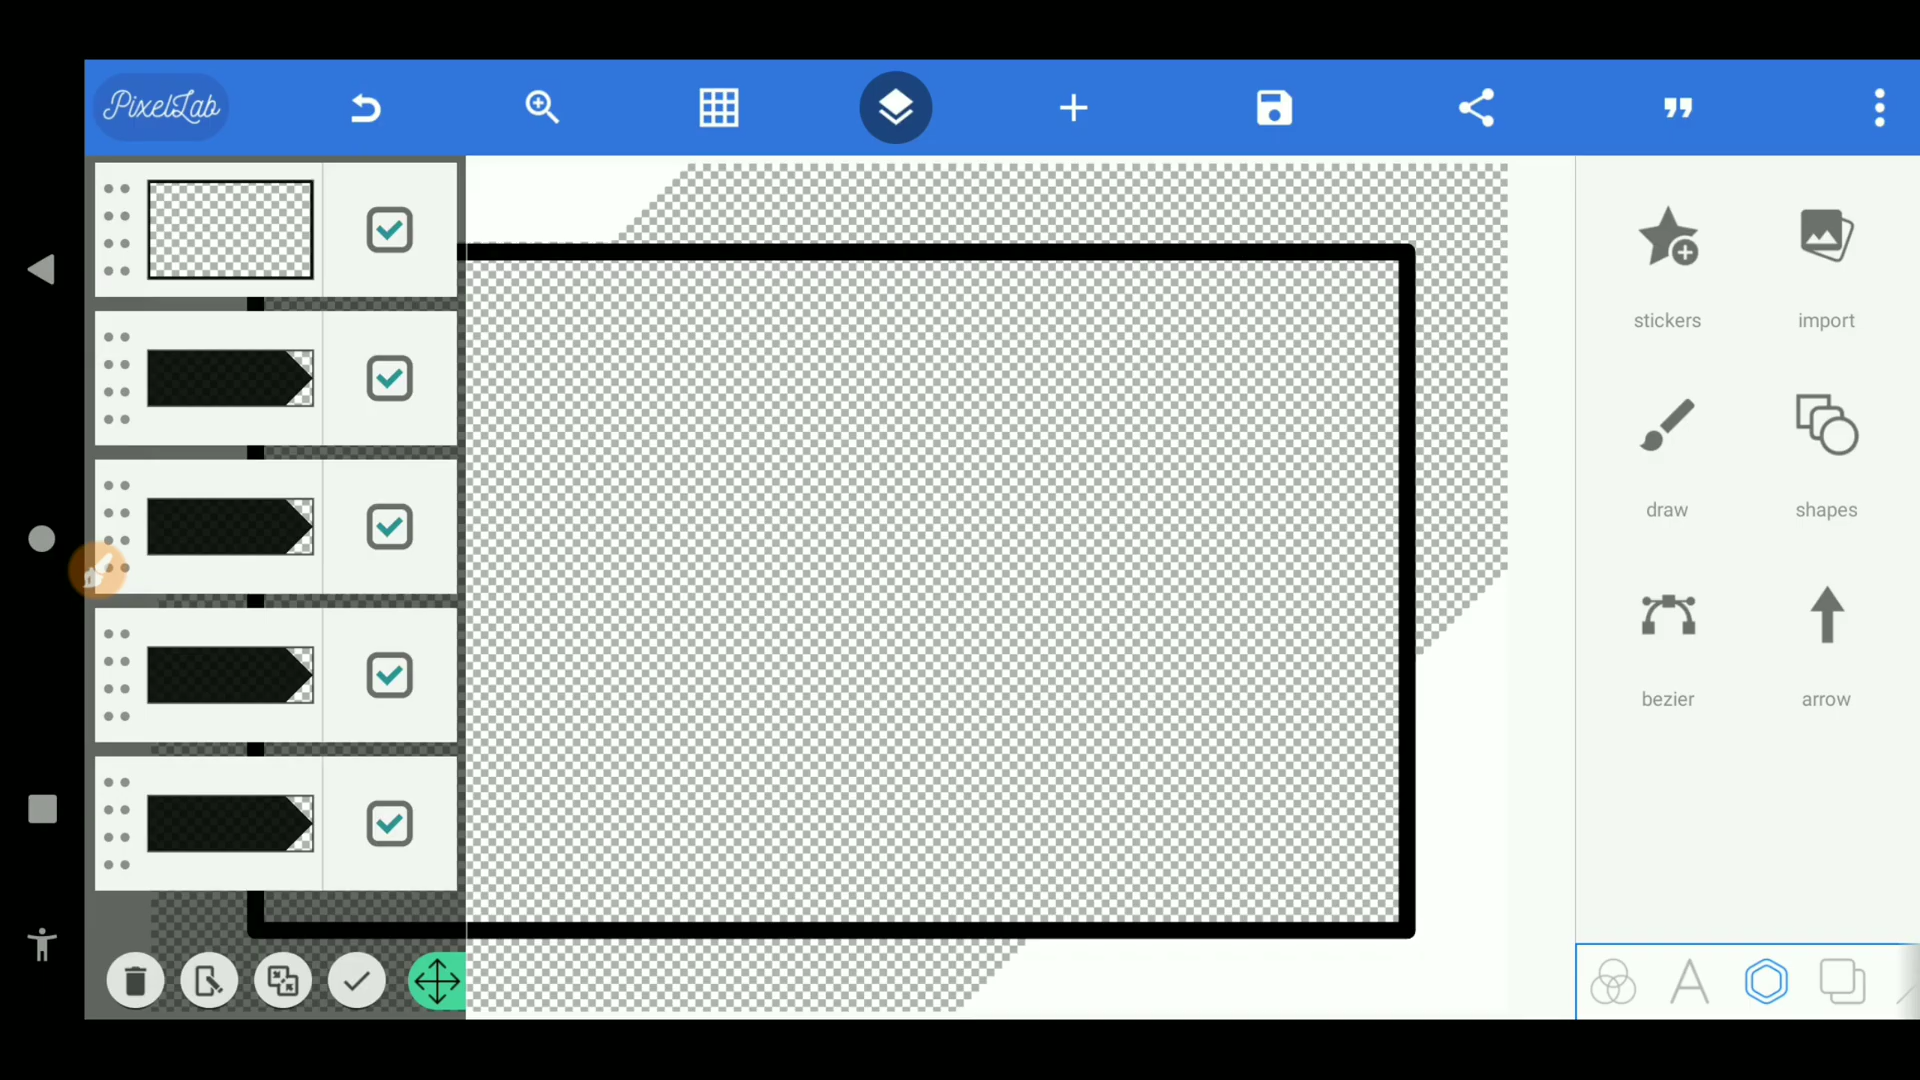 PixelLab
stickers
import
draw
shapes
bezier
arrow